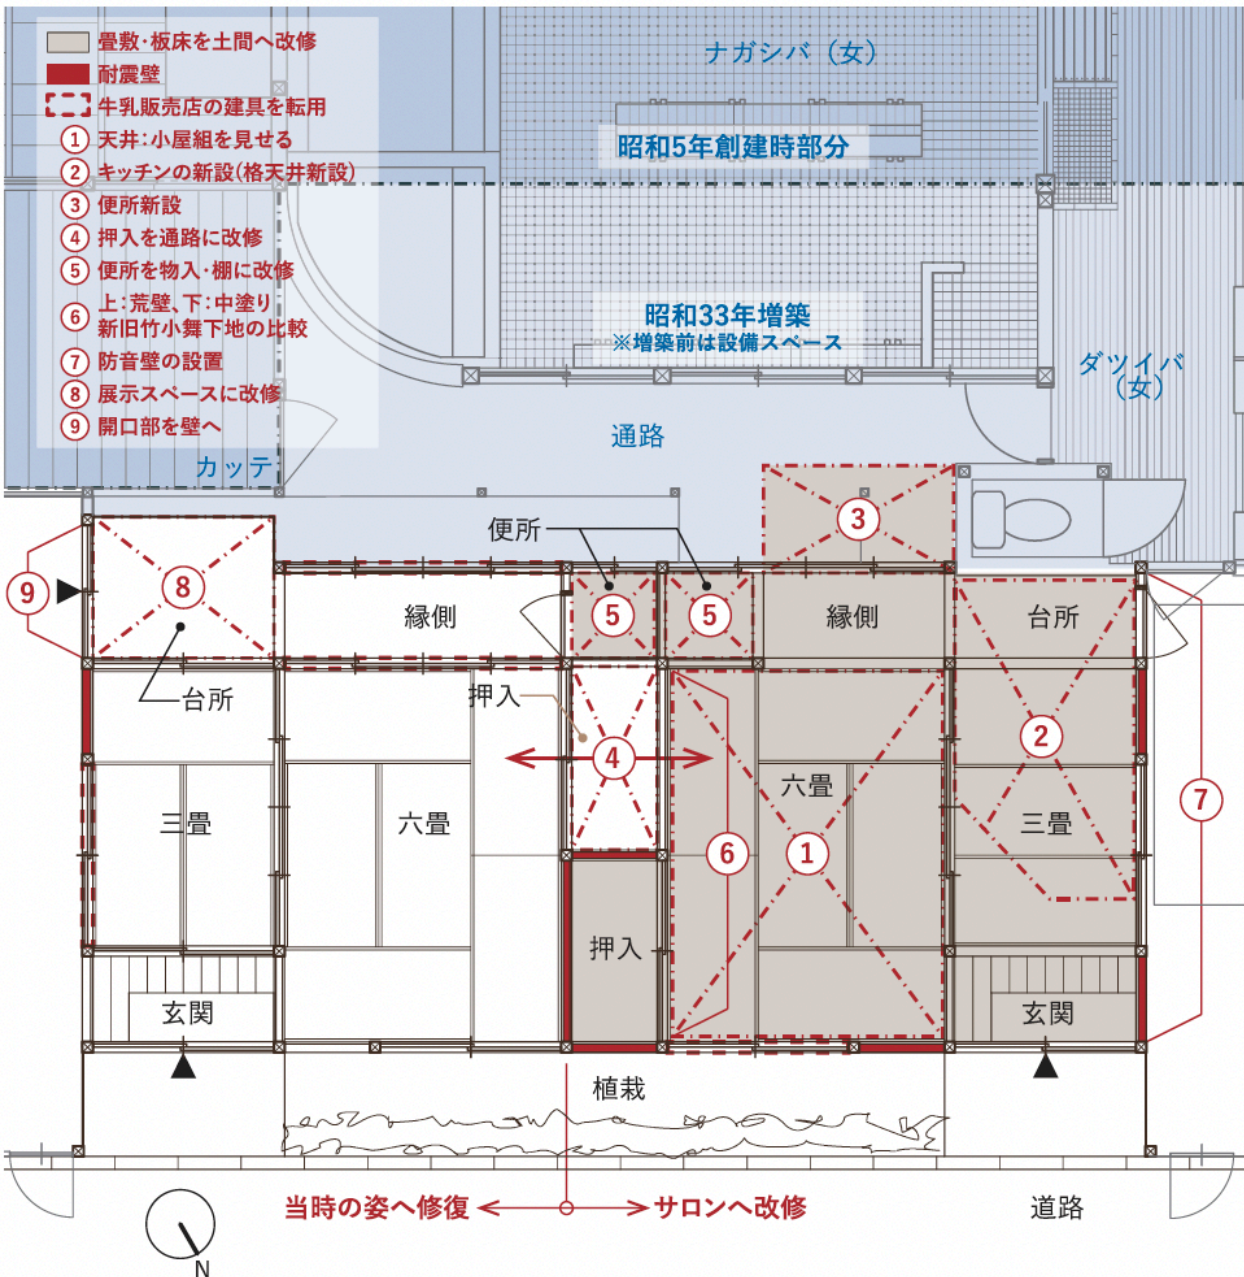 畳敷・板床を土間へ改修
耐震壁
牛乳販売店の建具を転用
① 天井：小屋組を見せる
② キッチンの新設（格天井新設）
③ 便所新設
④ 押入を通路に改修
⑤ 便所を物入・棚に改修
⑥ 上：荒壁、下：中塗り
新旧竹小舞下地の比較
⑦ 防音壁の設置
⑧ 展示スペースに改修
⑨ 開口部を壁へ
ナガシバ（女）
昭和5年創建時部分
昭和33年増築
※増築前は設備スペース
ダツイバ
（女）
通路
カッテ
便所
③
⑨
⑧
縁側
⑤
⑤
縁側
台所
台所
押入
④
②
三畳
六畳
六畳
三畳
⑦
⑥
①
押入
玄関
玄関
植栽
当時の姿へ修復
サロンへ改修
道路
N